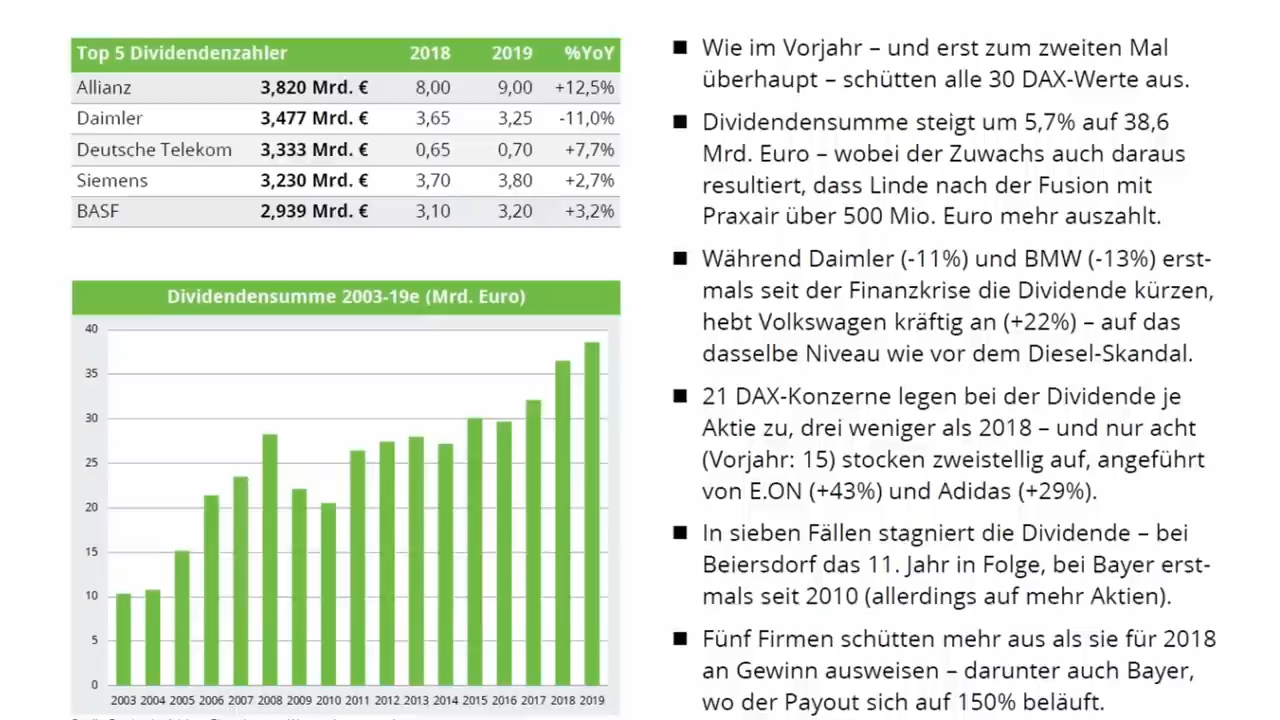 Top 5 Dividendenzahler 2018 2019 %YoY
Allianz 3,820 Mrd. € 8,00 9,00 +12,5%
Daimler 3,477 Mrd. € 3,65 3,25 -11,0%
Deutsche Telekom 3,333 Mrd. € 0,65 0,70 +7,7%
Siemens 3,230 Mrd. € 3,70 3,80 +2,7%
BASF 2,939 Mrd. € 3,10 3,20 +3,2%
Dividendensumme 2003-19e (Mrd. Euro)
40
35
30
25
20
15
10
5
0
2003 2004 2005 2006 2007 2008 2009 2010 2011 2012 2013 2014 2015 2016 2017 2018 2019
■ Wie im Vorjahr – und erst zum zweiten Mal
überhaupt – schütten alle 30 DAX-Werte aus.
■ Dividendensumme steigt um 5,7% auf 38,6
Mrd. Euro – wobei der Zuwachs auch daraus
resultiert, dass Linde nach der Fusion mit
Praxair über 500 Mio. Euro mehr auszahlt.
■ Während Daimler (-11%) und BMW (-13%) erst-
mals seit der Finanzkrise die Dividende kürzen,
hebt Volkswagen kräftig an (+22%) – auf das
dasselbe Niveau wie vor dem Diesel-Skandal.
■ 21 DAX-Konzerne legen bei der Dividende je
Aktie zu, drei weniger als 2018 – und nur acht
(Vorjahr: 15) stocken zweistellig auf, angeführt
von E.ON (+43%) und Adidas (+29%).
■ In sieben Fällen stagniert die Dividende – bei
Beiersdorf das 11. Jahr in Folge, bei Bayer erst-
mals seit 2010 (allerdings auf mehr Aktien).
■ Fünf Firmen schütten mehr aus als sie für 2018
an Gewinn ausweisen – darunter auch Bayer,
wo der Payout sich auf 150% beläuft.